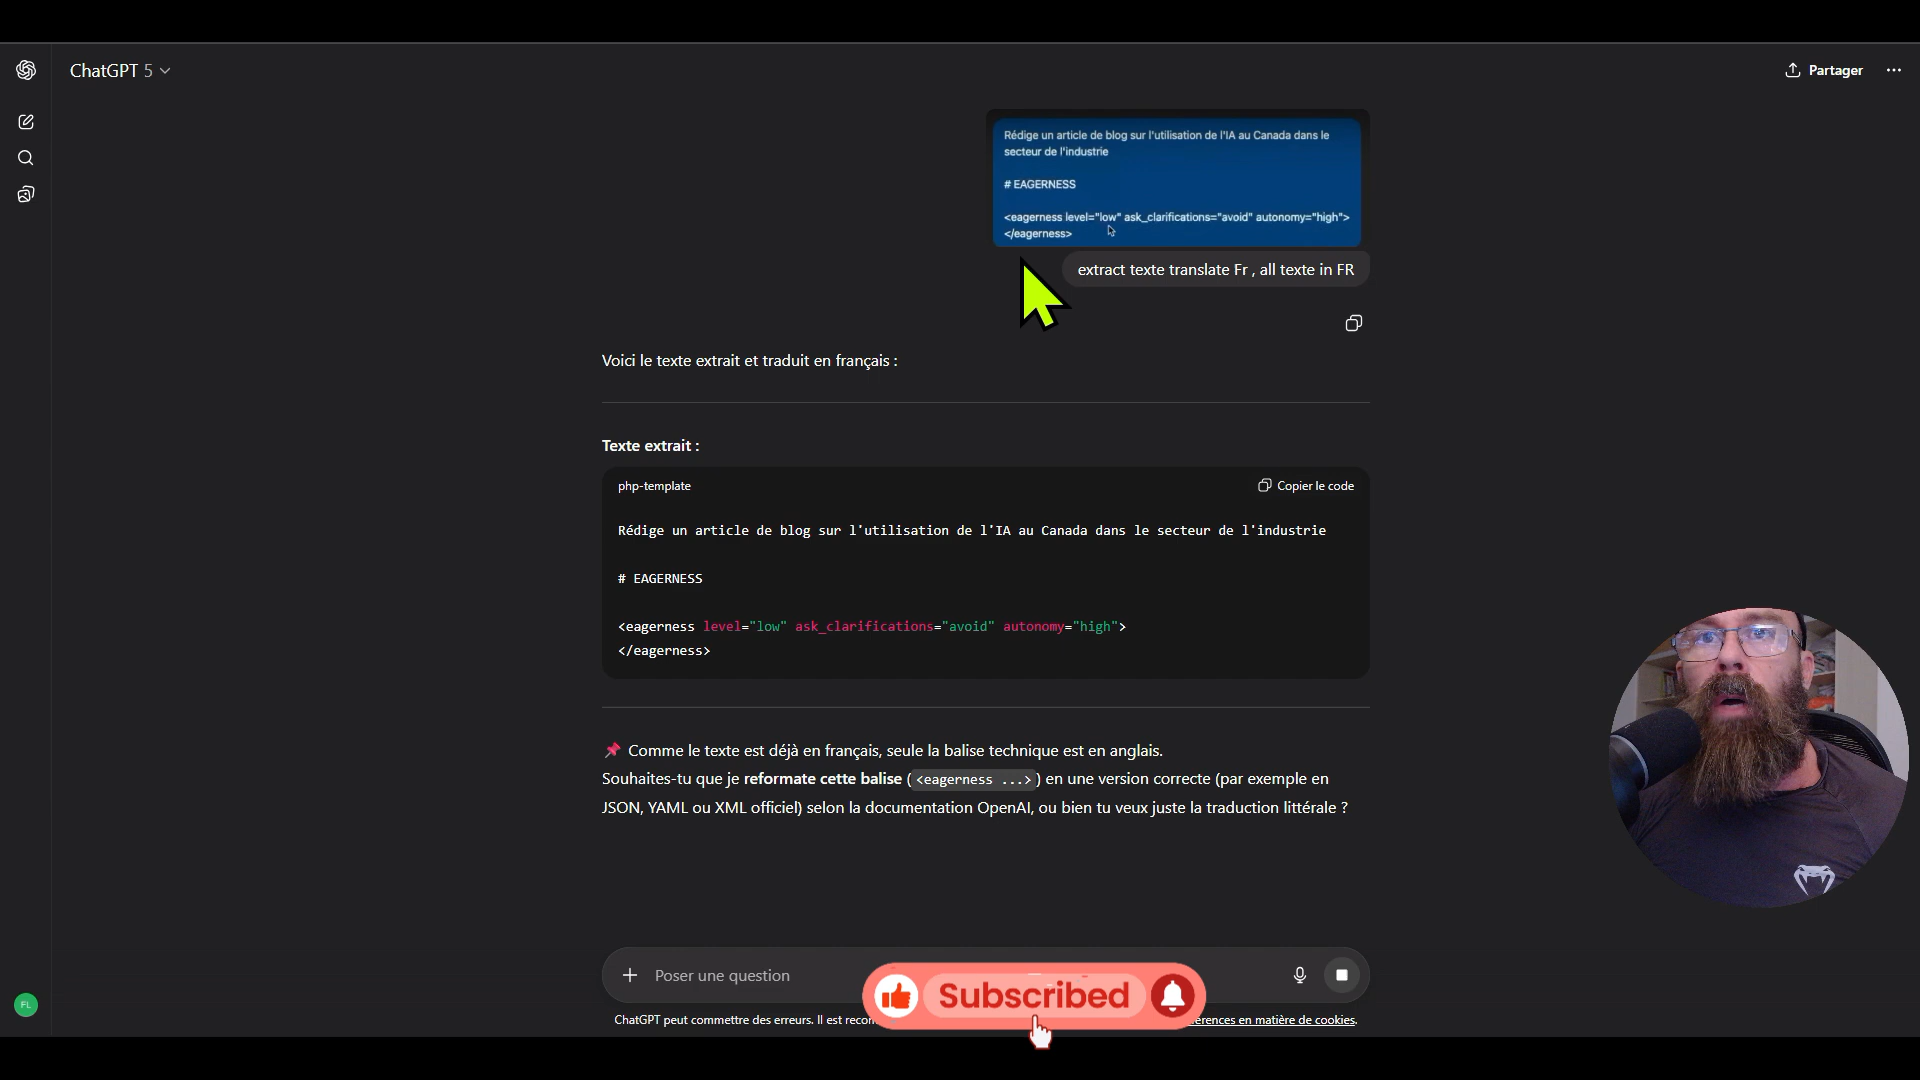 ChatGPT 5
Partager
Rédige un article de blog sur l'utilisation de l'IA au Canada dans le
secteur de l'industrie
# EAGERNESS
<eagerness level="low" ask_clarifications="avoid" autonomy="high">
</eagerness>
extract texte translate Fr , all texte in FR
Voici le texte extrait et traduit en français :
Texte extrait :
php-template
Copier le code
Rédige un article de blog sur l'utilisation de l'IA au Canada dans le secteur de l'industrie
# EAGERNESS
<eagerness level="low" ask_clarifications="avoid" autonomy="high">
</eagerness>
📌 Comme le texte est déjà en français, seule la balise technique est en anglais.
Souhaites-tu que je reformate cette balise (<eagerness ...>) en une version correcte (par exemple en
JSON, YAML ou XML officiel) selon la documentation OpenAI, ou bien tu veux juste la traduction littérale ?
Poser une question
Subscribed
FL
ChatGPT peut commettre des erreurs. Il est en matière de cookies.